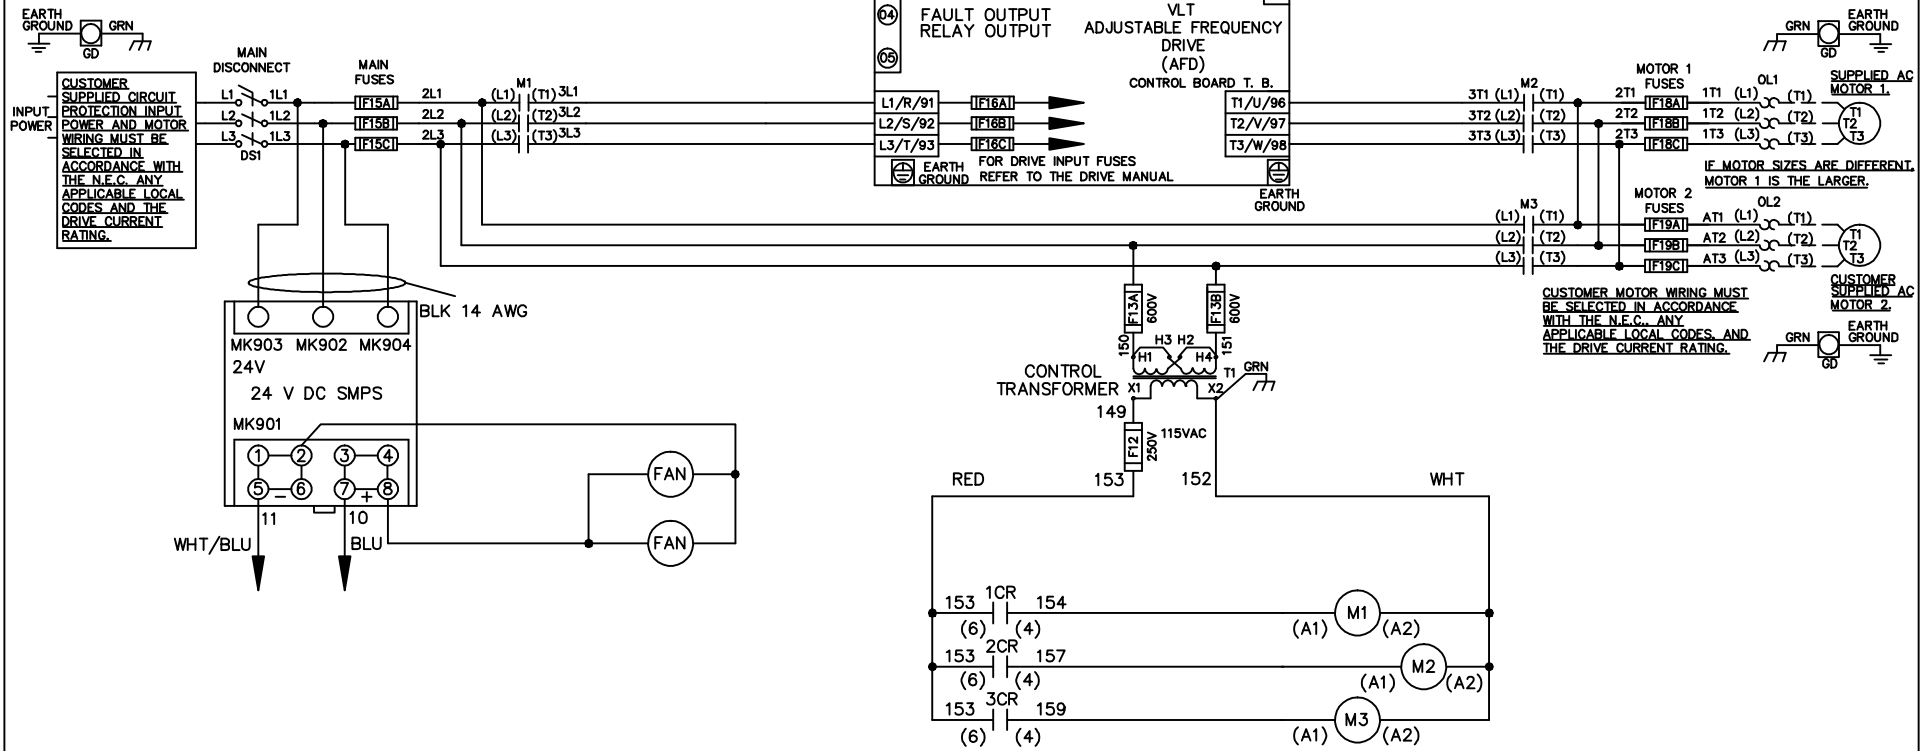 EARTH
GROUND
GRN
GD
04
FAULT OUTPUT
RELAY OUTPUT
05
VLT
ADJUSTABLE FREQUENCY
DRIVE
(AFD)
CONTROL BOARD T. B.
GRN
EARTH
GROUND
GD
INPUT
POWER
CUSTOMER
SUPPLIED CIRCUIT
PROTECTION INPUT
POWER AND MOTOR
WIRING MUST BE
SELECTED IN
ACCORDANCE WITH
THE N.E.C. ANY
APPLICABLE LOCAL
CODES AND THE
DRIVE CURRENT
RATING.
MAIN
DISCONNECT
L1 1L1
L2 1L2
L3 1L3
DS1
MAIN
FUSES
F15A 2L1
F15B 2L2
F15C 2L3
M1
(L1) (T1) 3L1
(L2) (T2) 3L2
(L3) (T3) 3L3
L1/R/91 F16A
L2/S/92 F16B
L3/T/93 F16C
EARTH
GROUND
FOR DRIVE INPUT FUSES
REFER TO THE DRIVE MANUAL
T1/U/96
T2/V/97
T3/W/98
EARTH
GROUND
M2
3T1 (L1) (T1)
3T2 (L2) (T2)
3T3 (L3) (T3)
MOTOR 1
FUSES
2T1 F18A 1T1
2T2 F18B 1T2
2T3 F18C 1T3
OL1
(L1) (T1)
(L2) (T2)
(L3) (T3)
SUPPLIED AC
MOTOR 1.
T1
T2
T3
IF MOTOR SIZES ARE DIFFERENT,
MOTOR 1 IS THE LARGER.
M3
(L1) (T1)
(L2) (T2)
(L3) (T3)
MOTOR 2
FUSES
F19A AT1
F19B AT2
F19C AT3
OL2
(L1) (T1)
(L2) (T2)
(L3) (T3)
T1
T2
T3
CUSTOMER
SUPPLIED AC
MOTOR 2.
CUSTOMER MOTOR WIRING MUST
BE SELECTED IN ACCORDANCE
WITH THE N.E.C., ANY
APPLICABLE LOCAL CODES, AND
THE DRIVE CURRENT RATING.
GRN
EARTH
GROUND
GD
BLK 14 AWG
MK903 MK902 MK904
24V
24 V DC SMPS
MK901
1 2 3 4
5 - 6 7 + 8
11
10
WHT/BLU
BLU
FAN
FAN
F13A
600V
F13B
600V
150
151
H3 H2
H1 H4
CONTROL
TRANSFORMER
X1 X2
T1
GRN
149
F12
250V
115VAC
153
152
RED
WHT
153 1CR 154
(6) (4)
M1
(A1) (A2)
153 2CR 157
(6) (4)
M2
(A1) (A2)
153 3CR 159
(6) (4)
M3
(A1) (A2)